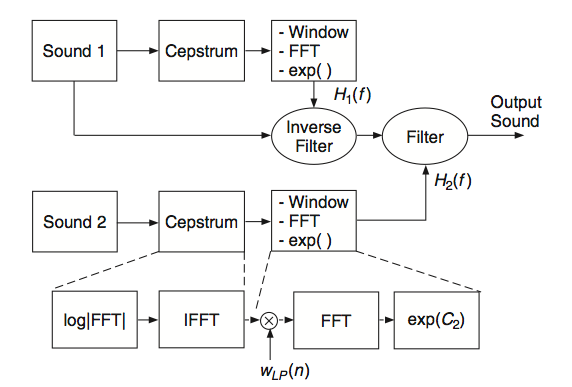 Sound 1
Cepstrum
- Window
- FFT
- exp( )
H₁(f)
Inverse
Filter
Filter
Output
Sound
H₂(f)
Sound 2
Cepstrum
- Window
- FFT
- exp( )
log|FFT|
IFFT
×
FFT
exp(C₂)
w_LP(n)